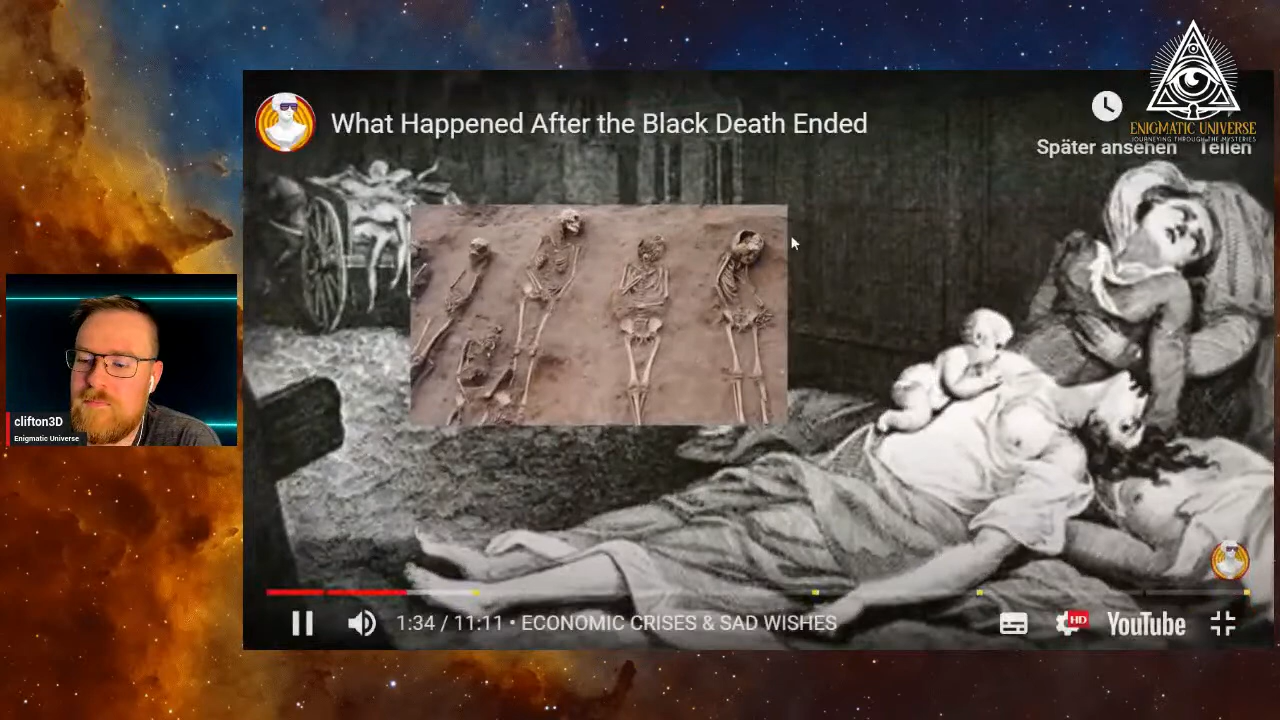 What Happened After the Black Death Ended
ENIGMATIC UNIVERSE
JOURNEYING THROUGH THE MYSTERIES
Später ansehen Teilen
clifton3D
Enigmatic Universe
1:34 / 11:11 • ECONOMIC CRISES & SAD WISHES
HD
YouTube